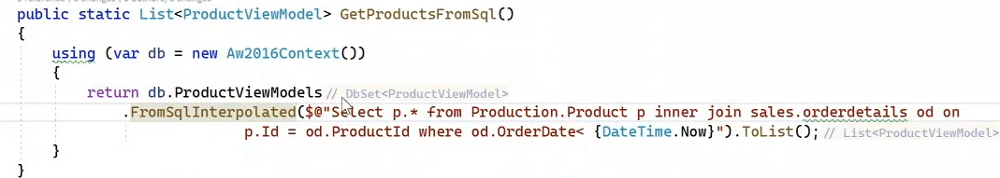 public static List<ProductViewModel> GetProductsFromSql()
{
using (var db = new Aw2016Context())
{
return db.ProductViewModels // DbSet<ProductViewModel>
.FromSqlInterpolated($@"Select p.* from Production.Product p inner join sales.orderdetails od on
p.Id = od.ProductId where od.OrderDate< {DateTime.Now}").ToList(); // List<ProductViewModel>
}
}